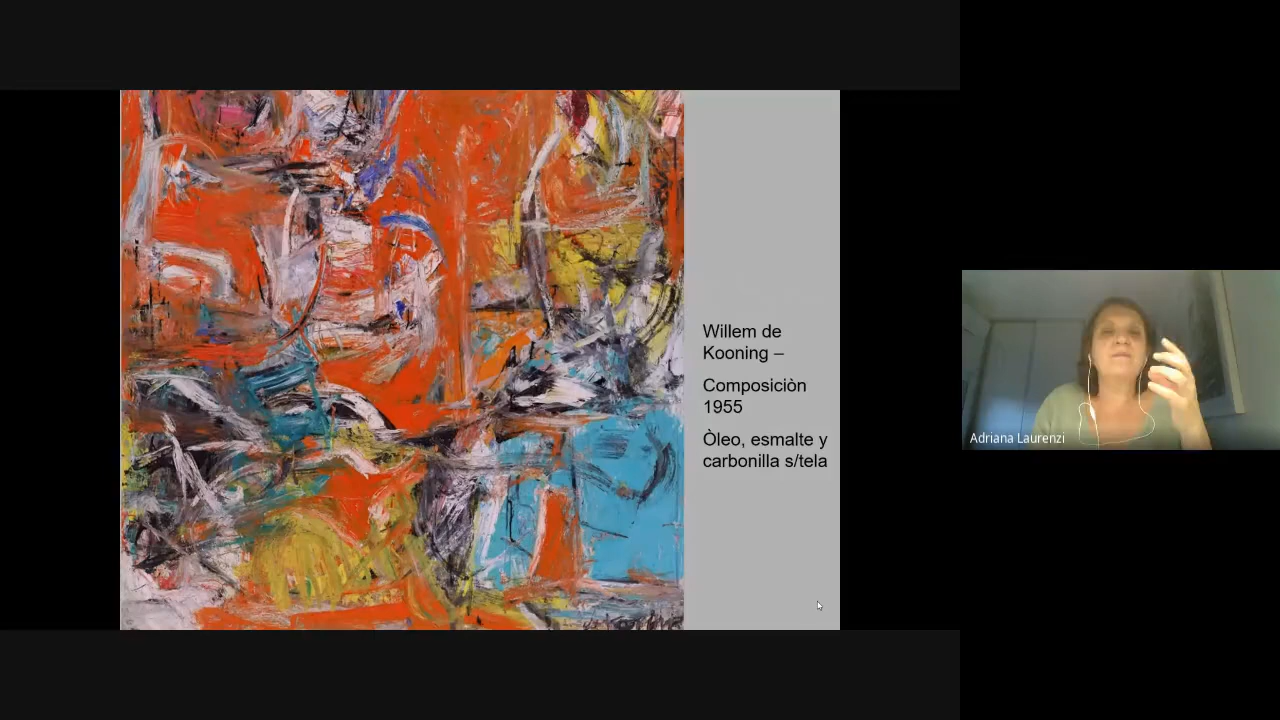 Willem de
Kooning –
Composiciòn
1955
Òleo, esmalte y
carbonilla s/tela
Adriana Laurenzi